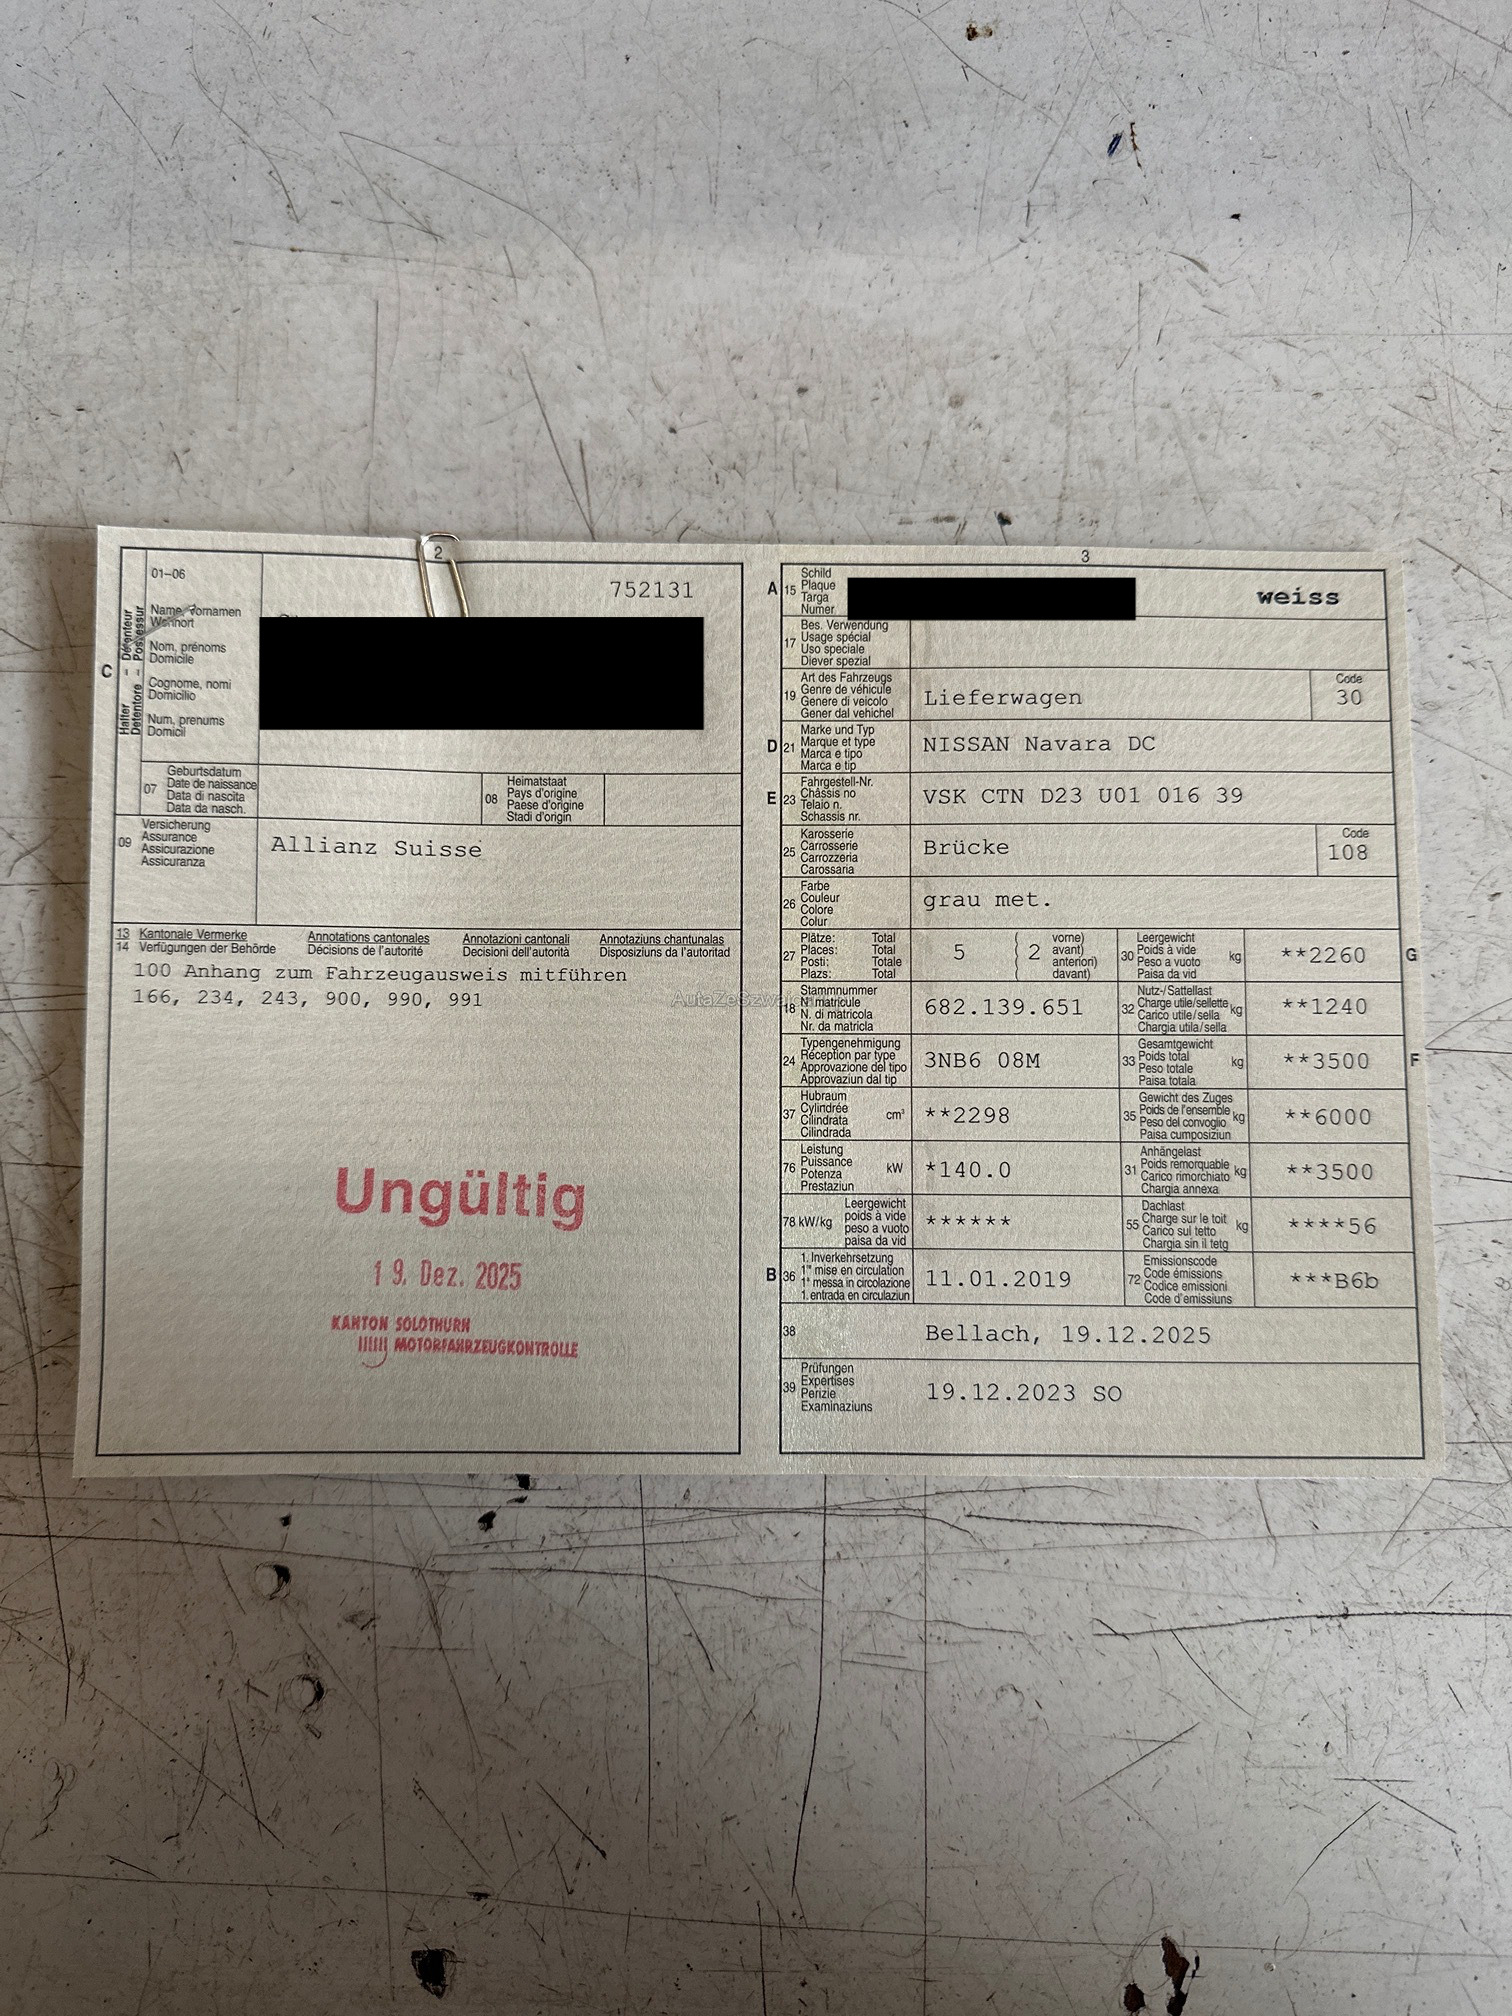 2
01–06
752131
Halter – Détenteur
Detentore – Possessur
Name, Vornamen
Wohnort
Nom, prénoms
Domicile
Cognome, nomi
Domicilio
Num, prenums
Domicil
C
07
Geburtsdatum
Date de naissance
Data di nascita
Data da nasch.
08
Heimatstaat
Pays d'origine
Paese d'origine
Stadi d'origin
09
Versicherung
Assurance
Assicurazione
Assicuranza
Allianz Suisse
13 Kantonale Vermerke Annotations cantonales Annotazioni cantonali Annotaziuns chantunalas
14 Verfügungen der Behörde Décisions de l'autorité Decisioni dell'autorità Disposiziuns da l'autoritad
100 Anhang zum Fahrzeugausweis mitführen
166, 234, 243, 900, 990, 991
Ungültig
19. Dez. 2025
KANTON SOLOTHURN
MOTORFAHRZEUGKONTROLLE
3
A 15
Schild
Plaque
Targa
Numer
weiss
17
Bes. Verwendung
Usage spécial
Uso speciale
Diever spezial
19
Art des Fahrzeugs
Genre de véhicule
Genere di veicolo
Gener dal vehichel
Lieferwagen
Code
30
D 21
Marke und Typ
Marque et type
Marca e tipo
Marca e tip
NISSAN Navara DC
E 23
Fahrgestell-Nr.
Châssis no
Telaio n.
Schassis nr.
VSK CTN D23 U01 016 39
25
Karosserie
Carrosserie
Carrozzeria
Carossaria
Brücke
Code
108
26
Farbe
Couleur
Colore
Colur
grau met.
27
Plätze: Total
Places: Total
Posti: Totale
Plazs: Total
5
( 2
vorne)
avant)
anteriori)
davant)
30
Leergewicht
Poids à vide
Peso a vuoto
Paisa da vid
kg
**2260
G
18
Stammnummer
N° matricule
N. di matricola
Nr. da matricla
682.139.651
32
Nutz-/Sattellast
Charge utile/sellette
Carico utile/sella
Chargia utila/sella
kg
**1240
24
Typengenehmigung
Réception par type
Approvazione del tipo
Approvaziun dal tip
3NB6 08M
33
Gesamtgewicht
Poids total
Peso totale
Paisa totala
kg
**3500
F
37
Hubraum
Cylindrée
Cilindrata
Cilindrada
cm³
**2298
35
Gewicht des Zuges
Poids de l'ensemble
Peso del convoglio
Paisa cumposiziun
kg
**6000
76
Leistung
Puissance
Potenza
Prestaziun
kW
*140.0
31
Anhängelast
Poids remorquable
Carico rimorchiato
Chargia annexa
kg
**3500
78 kW/kg
Leergewicht
poids à vide
peso a vuoto
paisa da vid
******
55
Dachlast
Charge sur le toit
Carico sul tetto
Chargia sin il tetg
kg
****56
B 36
1. Inverkehrsetzung
1re mise en circulation
1a messa in circolazione
1. entrada en circulaziun
11.01.2019
72
Emissionscode
Code émissions
Codice emissioni
Code d'emissiuns
***B6b
38
Bellach, 19.12.2025
39
Prüfungen
Expertises
Perizie
Examinaziuns
19.12.2023 SO